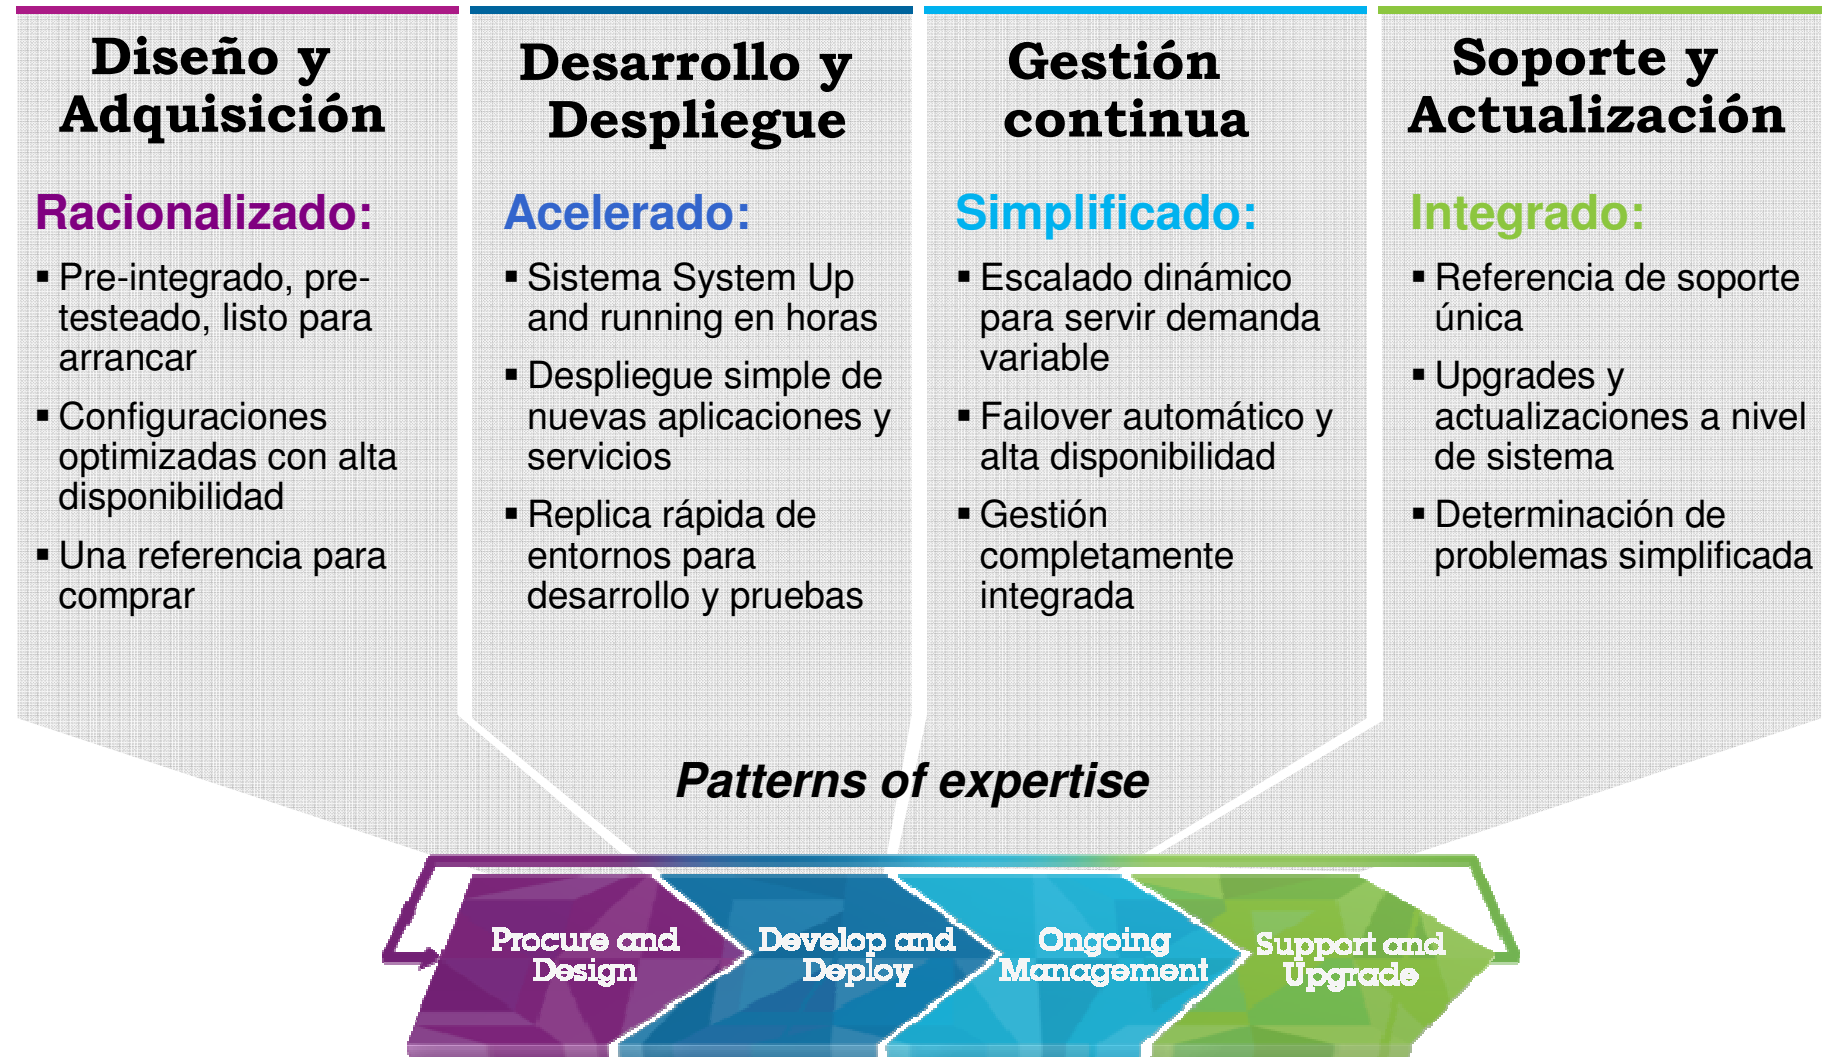 Diseño y
Adquisición
Racionalizado:
▪ Pre-integrado, pre-
testeado, listo para
arrancar
▪ Configuraciones
optimizadas con alta
disponibilidad
▪ Una referencia para
comprar
Desarrollo y
Despliegue
Acelerado:
▪ Sistema System Up
and running en horas
▪ Despliegue simple de
nuevas aplicaciones y
servicios
▪ Replica rápida de
entornos para
desarrollo y pruebas
Gestión
continua
Simplificado:
▪ Escalado dinámico
para servir demanda
variable
▪ Failover automático y
alta disponibilidad
▪ Gestión
completamente
integrada
Soporte y
Actualización
Integrado:
▪ Referencia de soporte
única
▪ Upgrades y
actualizaciones a nivel
de sistema
▪ Determinación de
problemas simplificada
Patterns of expertise
Procure and
Design
Develop and
Deploy
Ongoing
Management
Support and
Upgrade